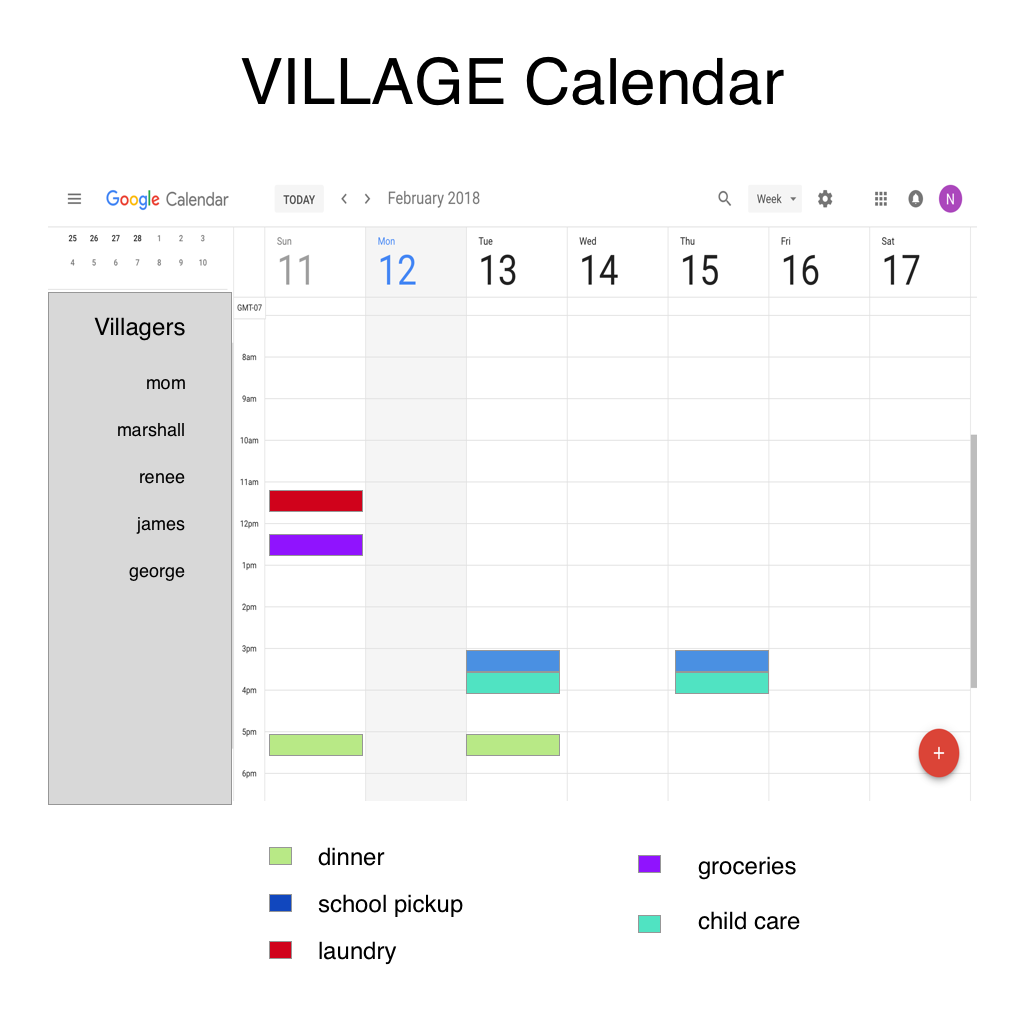 VILLAGE Calendar
Google Calendar TODAY February 2018 Week N
25 26 27 28 1 2 3
4 5 6 7 8 9 10
Sun Mon Tue Wed Thu Fri Sat
11 12 13 14 15 16 17
GMT-07
Villagers
mom
marshall
renee
james
george
8am
9am
10am
11am
12pm
1pm
2pm
3pm
4pm
5pm
6pm
+
dinner
school pickup
laundry
groceries
child care